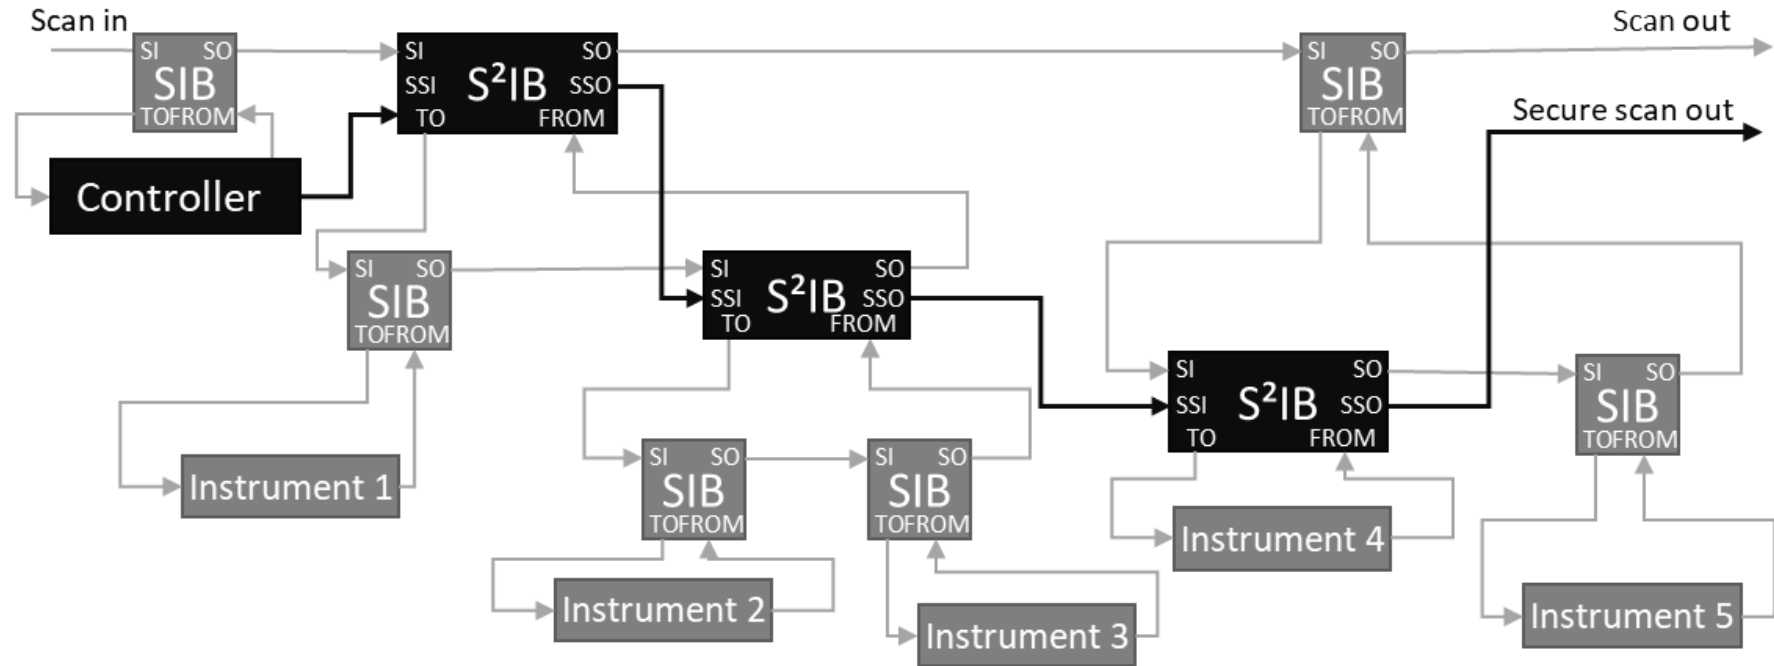 Scan in
Scan out
SI SO
SIB
TOFROM
SI SO
SSI S²IB SSO
TO FROM
SI SO
SIB
TOFROM
Secure scan out
Controller
SI SO
SIB
TOFROM
SI SO
SSI S²IB SSO
TO FROM
SI SO
SSI S²IB SSO
TO FROM
SI SO
SIB
TOFROM
Instrument 1
SI SO
SIB
TOFROM
SI SO
SIB
TOFROM
Instrument 4
Instrument 2
Instrument 3
Instrument 5